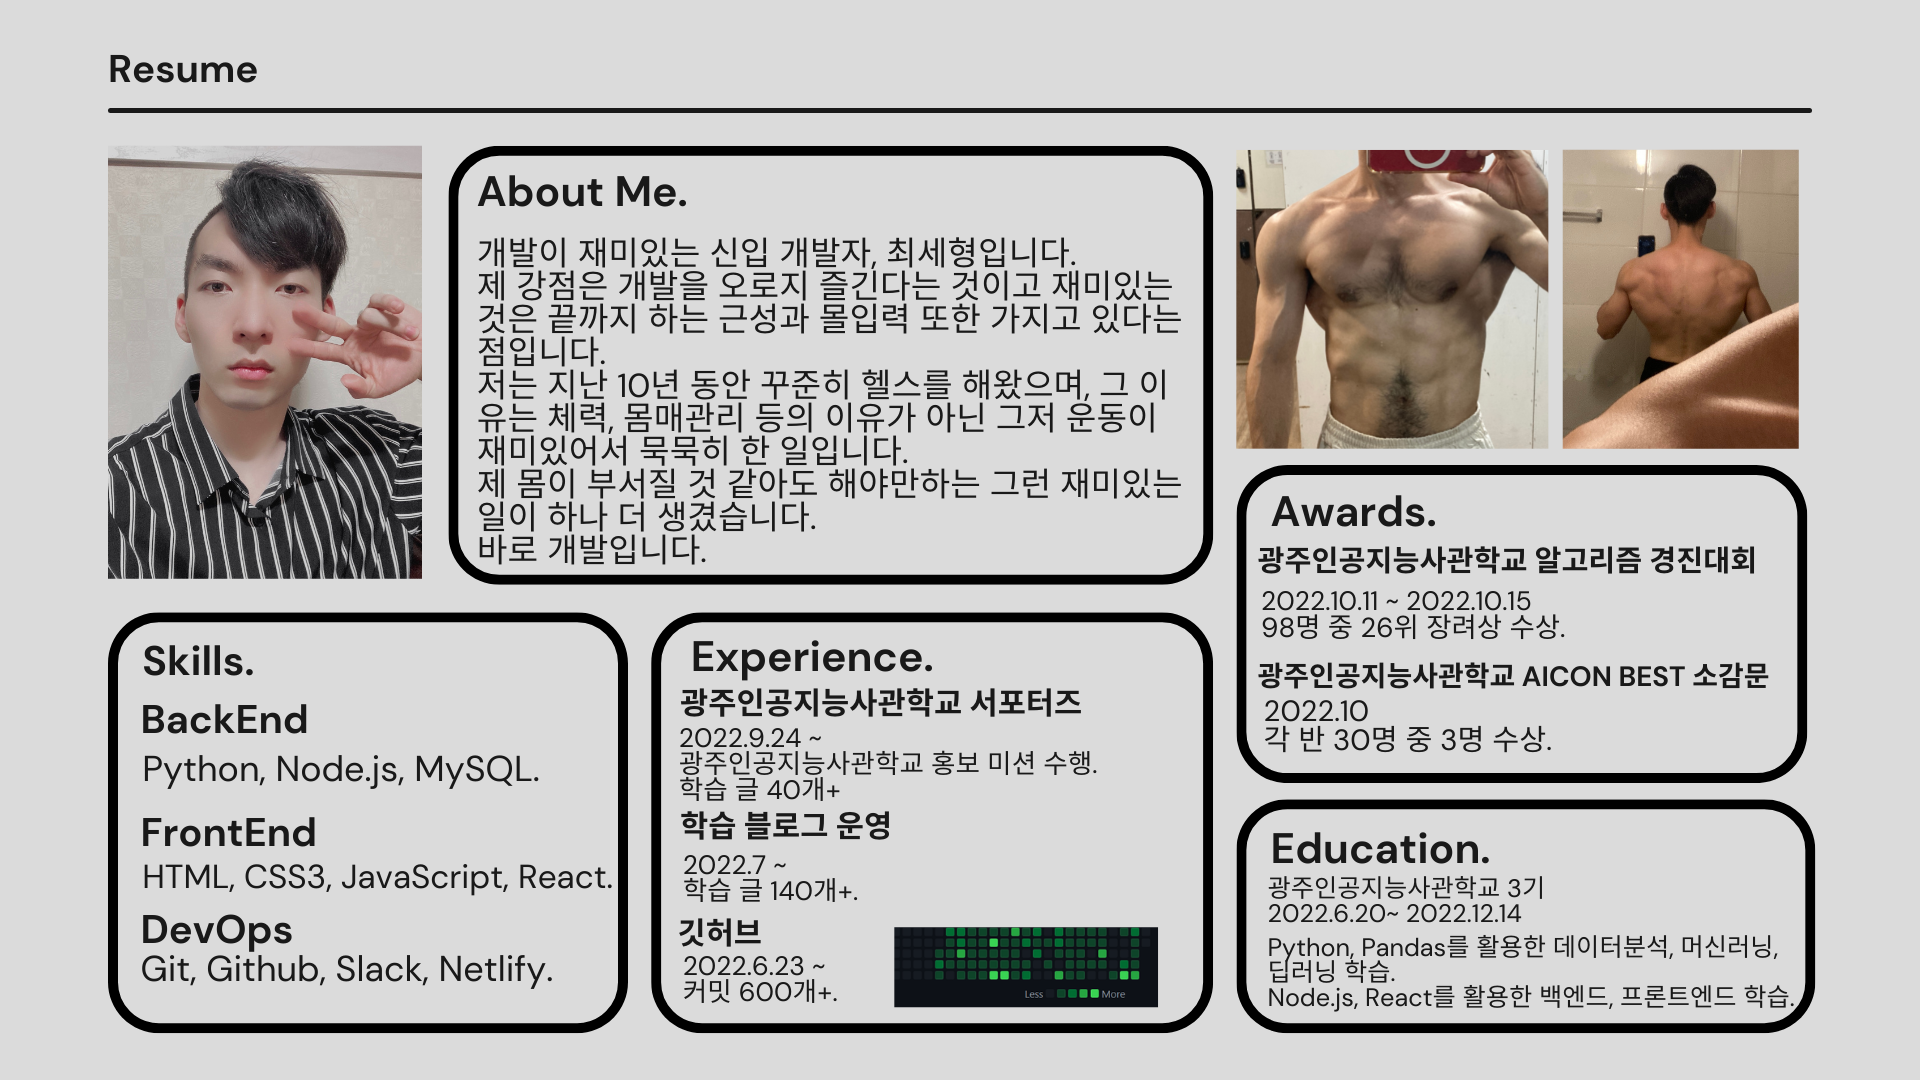 Resume
About Me.
개발이 재미있는 신입 개발자, 최세형입니다.
제 강점은 개발을 오로지 즐긴다는 것이고 재미있는
것은 끝까지 하는 근성과 몰입력 또한 가지고 있다는
점입니다.
저는 지난 10년 동안 꾸준히 헬스를 해왔으며, 그 이
유는 체력, 몸매관리 등의 이유가 아닌 그저 운동이
재미있어서 묵묵히 한 일입니다.
제 몸이 부서질 것 같아도 해야만하는 그런 재미있는
일이 하나 더 생겼습니다.
바로 개발입니다.
Skills.
BackEnd
Python, Node.js, MySQL.
FrontEnd
HTML, CSS3, JavaScript, React.
DevOps
Git, Github, Slack, Netlify.
Experience.
광주인공지능사관학교 서포터즈
2022.9.24 ~
광주인공지능사관학교 홍보 미션 수행.
학습 글 40개+
학습 블로그 운영
2022.7 ~
학습 글 140개+.
깃허브
2022.6.23 ~
커밋 600개+.
Less More
Awards.
광주인공지능사관학교 알고리즘 경진대회
2022.10.11 ~ 2022.10.15
98명 중 26위 장려상 수상.
광주인공지능사관학교 AICON BEST 소감문
2022.10
각 반 30명 중 3명 수상.
Education.
광주인공지능사관학교 3기
2022.6.20~ 2022.12.14
Python, Pandas를 활용한 데이터분석, 머신러닝,
딥러닝 학습.
Node.js, React를 활용한 백엔드, 프론트엔드 학습.